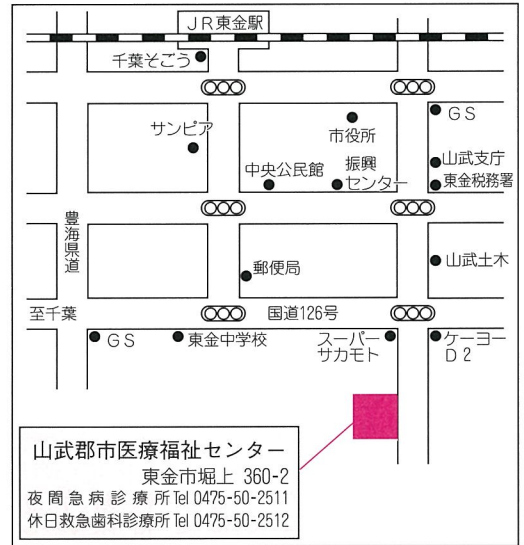 JR東金駅
千葉そごう
GS
サンピア
市役所
山武支庁
中央公民館
振興
センター
東金税務署
豊海県道
郵便局
山武土木
至千葉
国道126号
GS
東金中学校
スーパー
サカモト
ケーヨー
D2
山武郡市医療福祉センター
東金市堀上 360-2
夜間急病診療所 Tel 0475-50-2511
休日救急歯科診療所 Tel 0475-50-2512